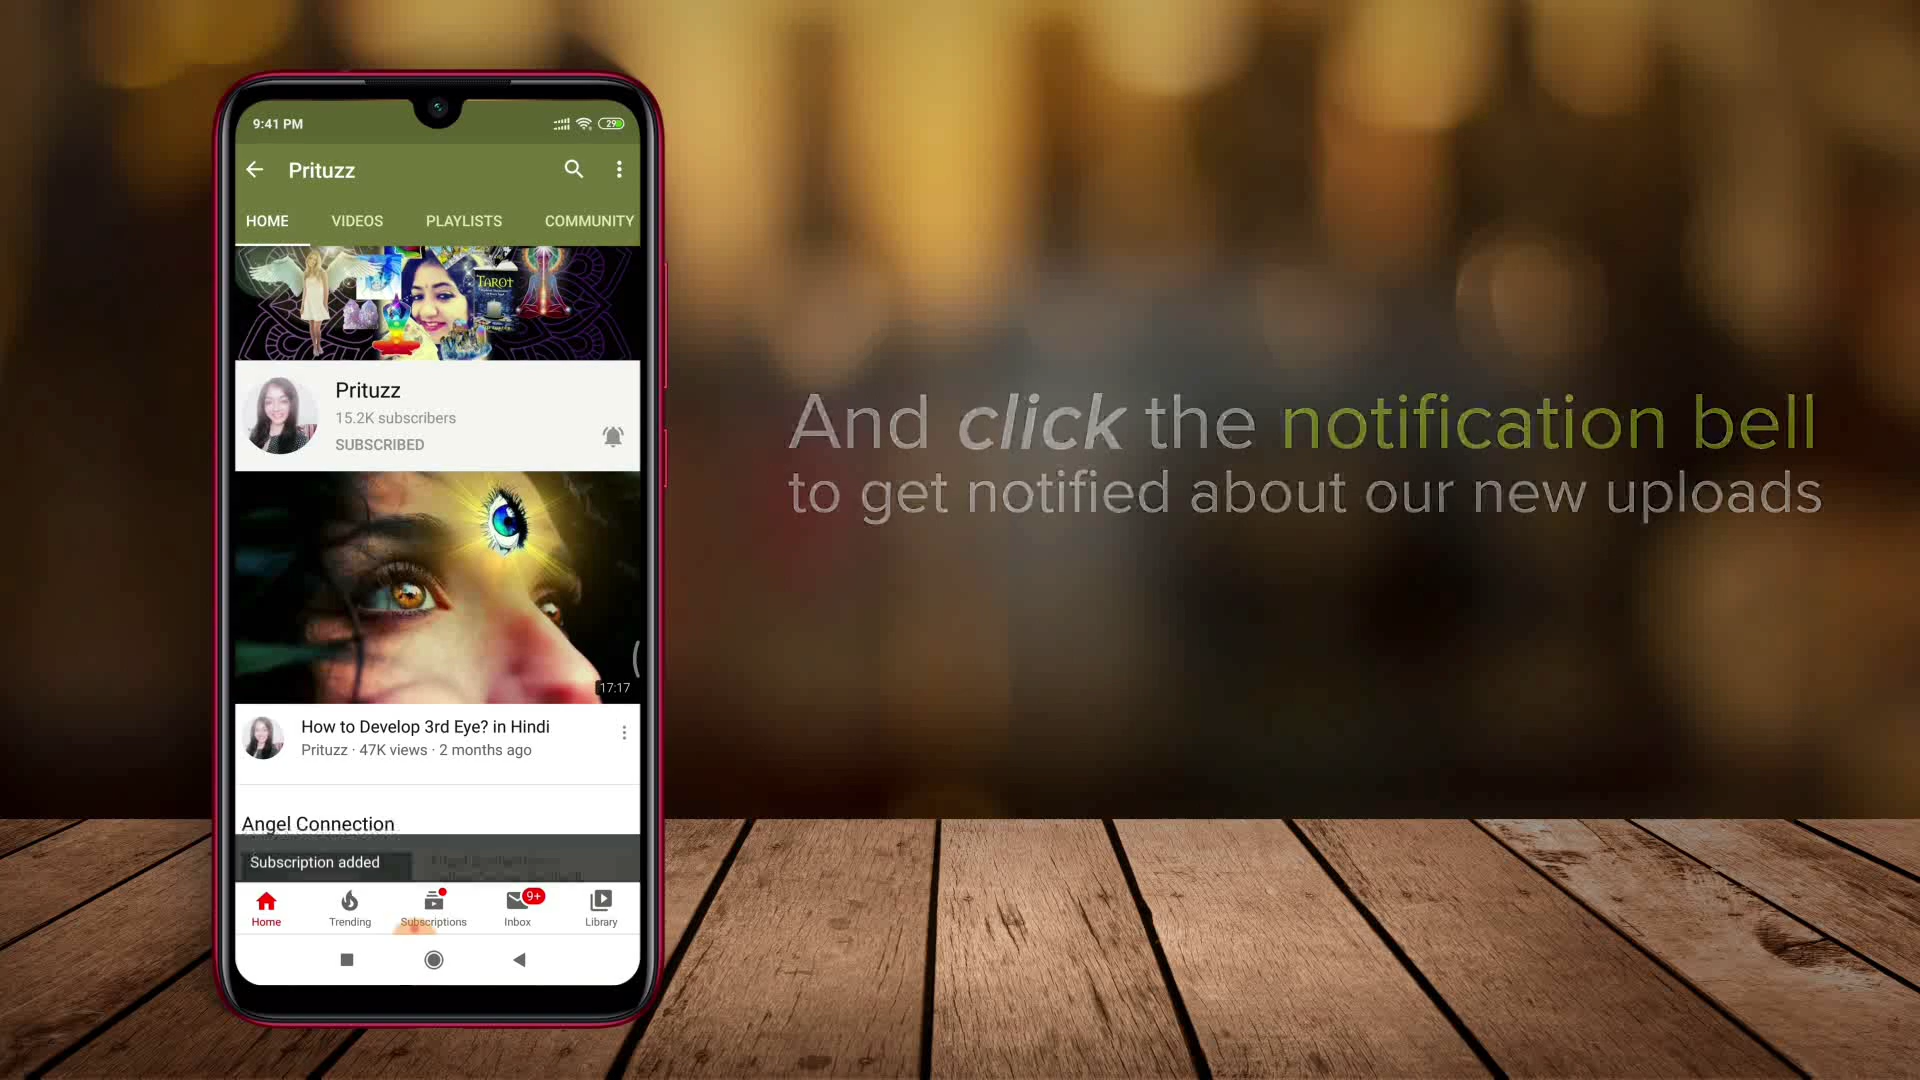 9:41 PM
29
Prituzz
HOME VIDEOS PLAYLISTS COMMUNITY
TAROT
Prituzz
15.2K subscribers
SUBSCRIBED
17:17
How to Develop 3rd Eye? in Hindi
Prituzz · 47K views · 2 months ago
Angel Connection
Subscription added
9+
Home Trending Subscriptions Inbox Library
And click the notification bell
to get notified about our new uploads